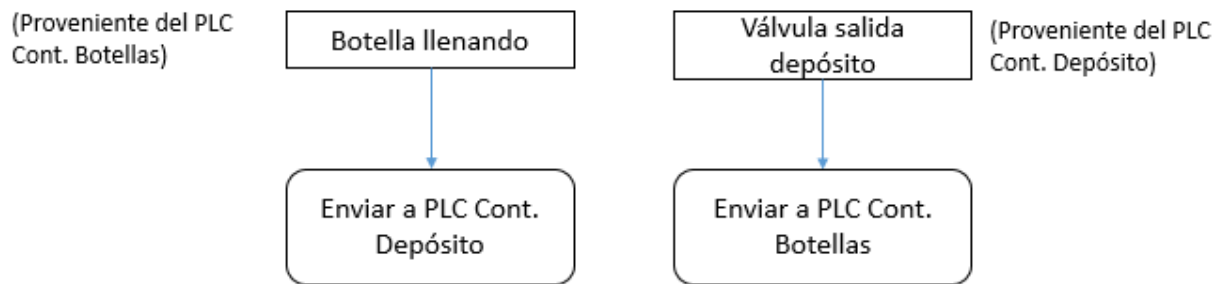 (Proveniente del PLC
Cont. Botellas)
Botella llenando
Válvula salida
depósito
(Proveniente del PLC
Cont. Depósito)
Enviar a PLC Cont.
Depósito
Enviar a PLC Cont.
Botellas